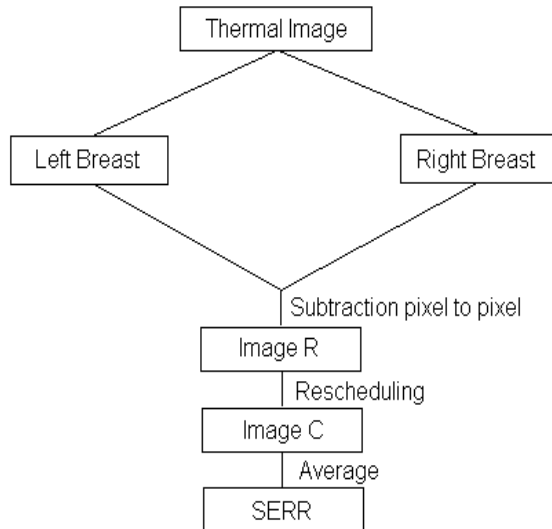 Thermal Image
Left Breast
Right Breast
Subtraction pixel to pixel
Image R
Rescheduling
Image C
Average
SERR